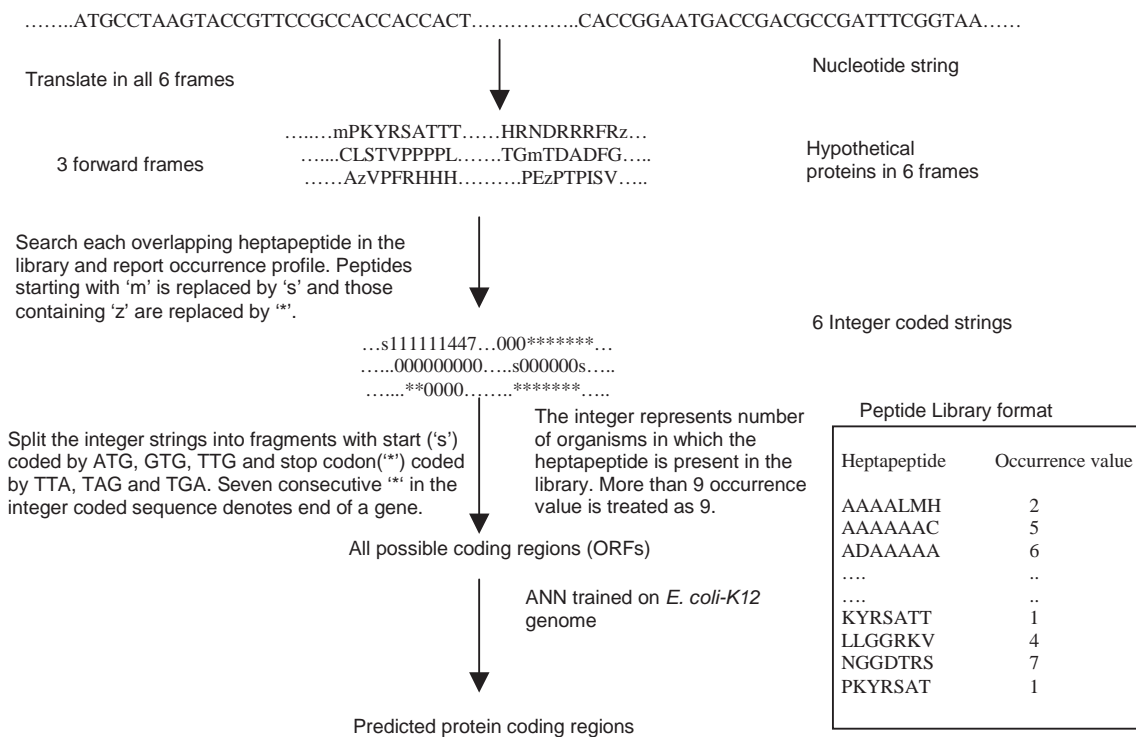 ……..ATGCCTAAGTACCGTTCCGCCACCACCACT……………..CACCGGAATGACCGACGCCGATTTCGGTAA……
Translate in all 6 frames
Nucleotide string
…..…mPKYRSATTT……HRNDRRRFRz…
…...CLSTVPPPPL…….TGmTDADFG…..
……AzVPFRHHH……….PEzPTPISV…..
3 forward frames
Hypothetical
proteins in 6 frames
Search each overlapping heptapeptide in the
library and report occurrence profile. Peptides
starting with ‘m’ is replaced by ‘s’ and those
containing ‘z’ are replaced by ‘*’.
6 Integer coded strings
…s111111447…000*******…
…...000000000…..s000000s…..
…....**0000……..*******…..
Split the integer strings into fragments with start (‘s’)
coded by ATG, GTG, TTG and stop codon(‘*’) coded
by TTA, TAG and TGA. Seven consecutive ‘*‘ in the
integer coded sequence denotes end of a gene.
The integer represents number
of organisms in which the
heptapeptide is present in the
library. More than 9 occurrence
value is treated as 9.
All possible coding regions (ORFs)
ANN trained on E. coli-K12
genome
Predicted protein coding regions
Peptide Library format
Heptapeptide Occurrence value
AAAALMH 2
AAAAAAC 5
ADAAAAA 6
…. ..
…. ..
KYRSATT 1
LLGGRKV 4
NGGDTRS 7
PKYRSAT 1